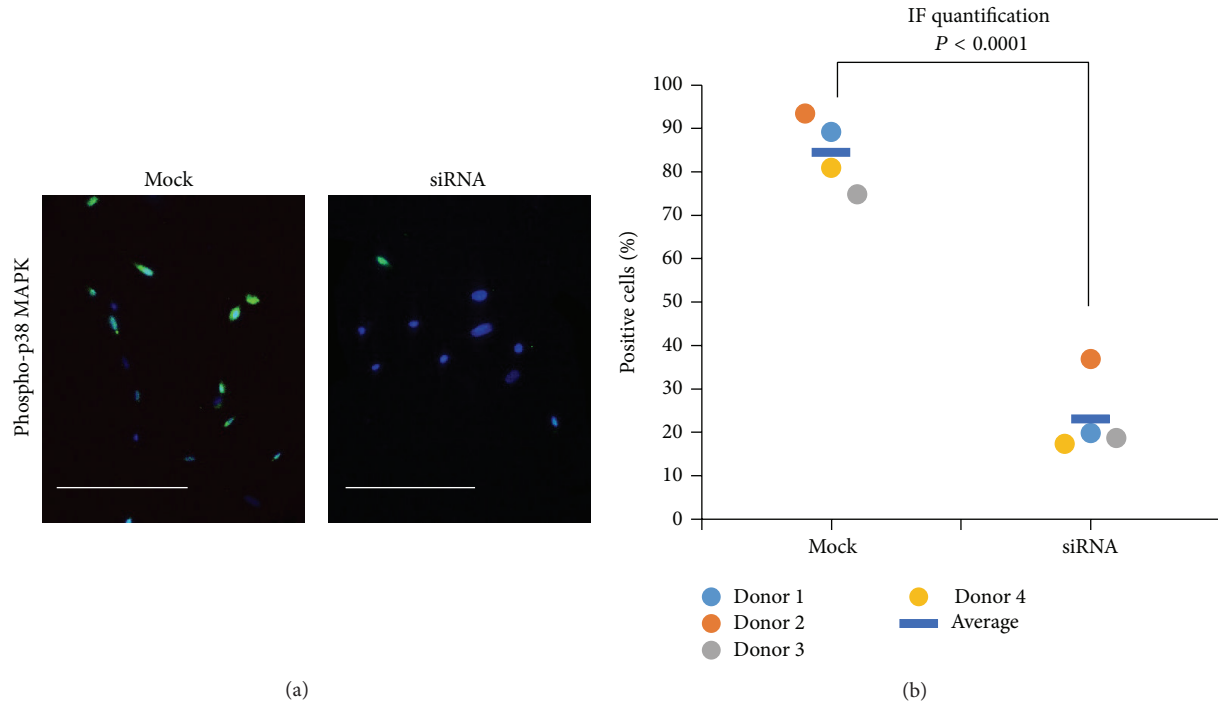 Mock
siRNA
Phospho-p38 MAPK
(a)
IF quantification
P < 0.0001
Positive cells (%)
100
90
80
70
60
50
40
30
20
10
0
Mock
siRNA
Donor 1
Donor 2
Donor 3
Donor 4
Average
(b)